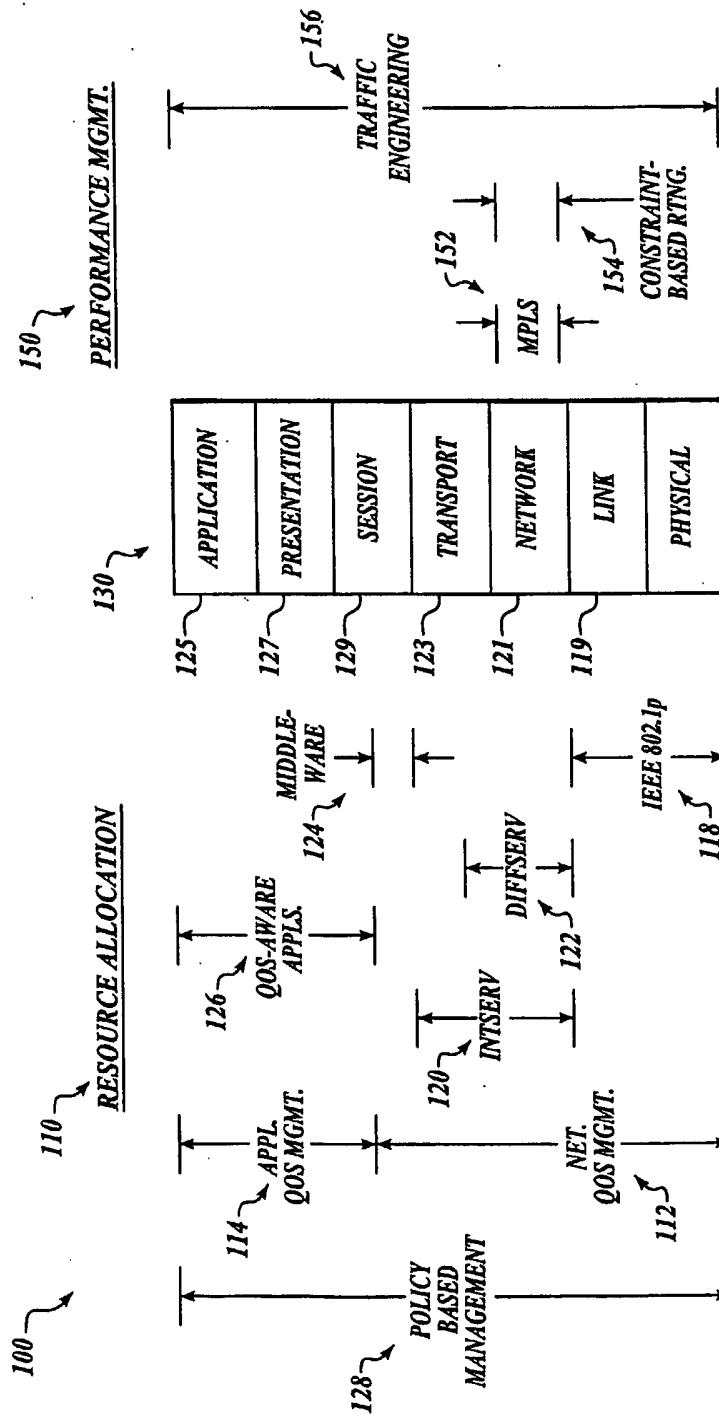 100
110
RESOURCE ALLOCATION
130
150
PERFORMANCE MGMT.
128
POLICY
BASED
MANAGEMENT
114
APPL.
QOS MGMT.
NET.
QOS MGMT.
112
126
QOS-AWARE
APPLS.
120
INTSERV
DIFFSERV
122
MIDDLE-
WARE
124
IEEE 802.1p
118
125
APPLICATION
127
PRESENTATION
129
SESSION
123
TRANSPORT
121
NETWORK
119
LINK
PHYSICAL
152
MPLS
154
CONSTRAINT-
BASED RTNG.
156
TRAFFIC
ENGINEERING